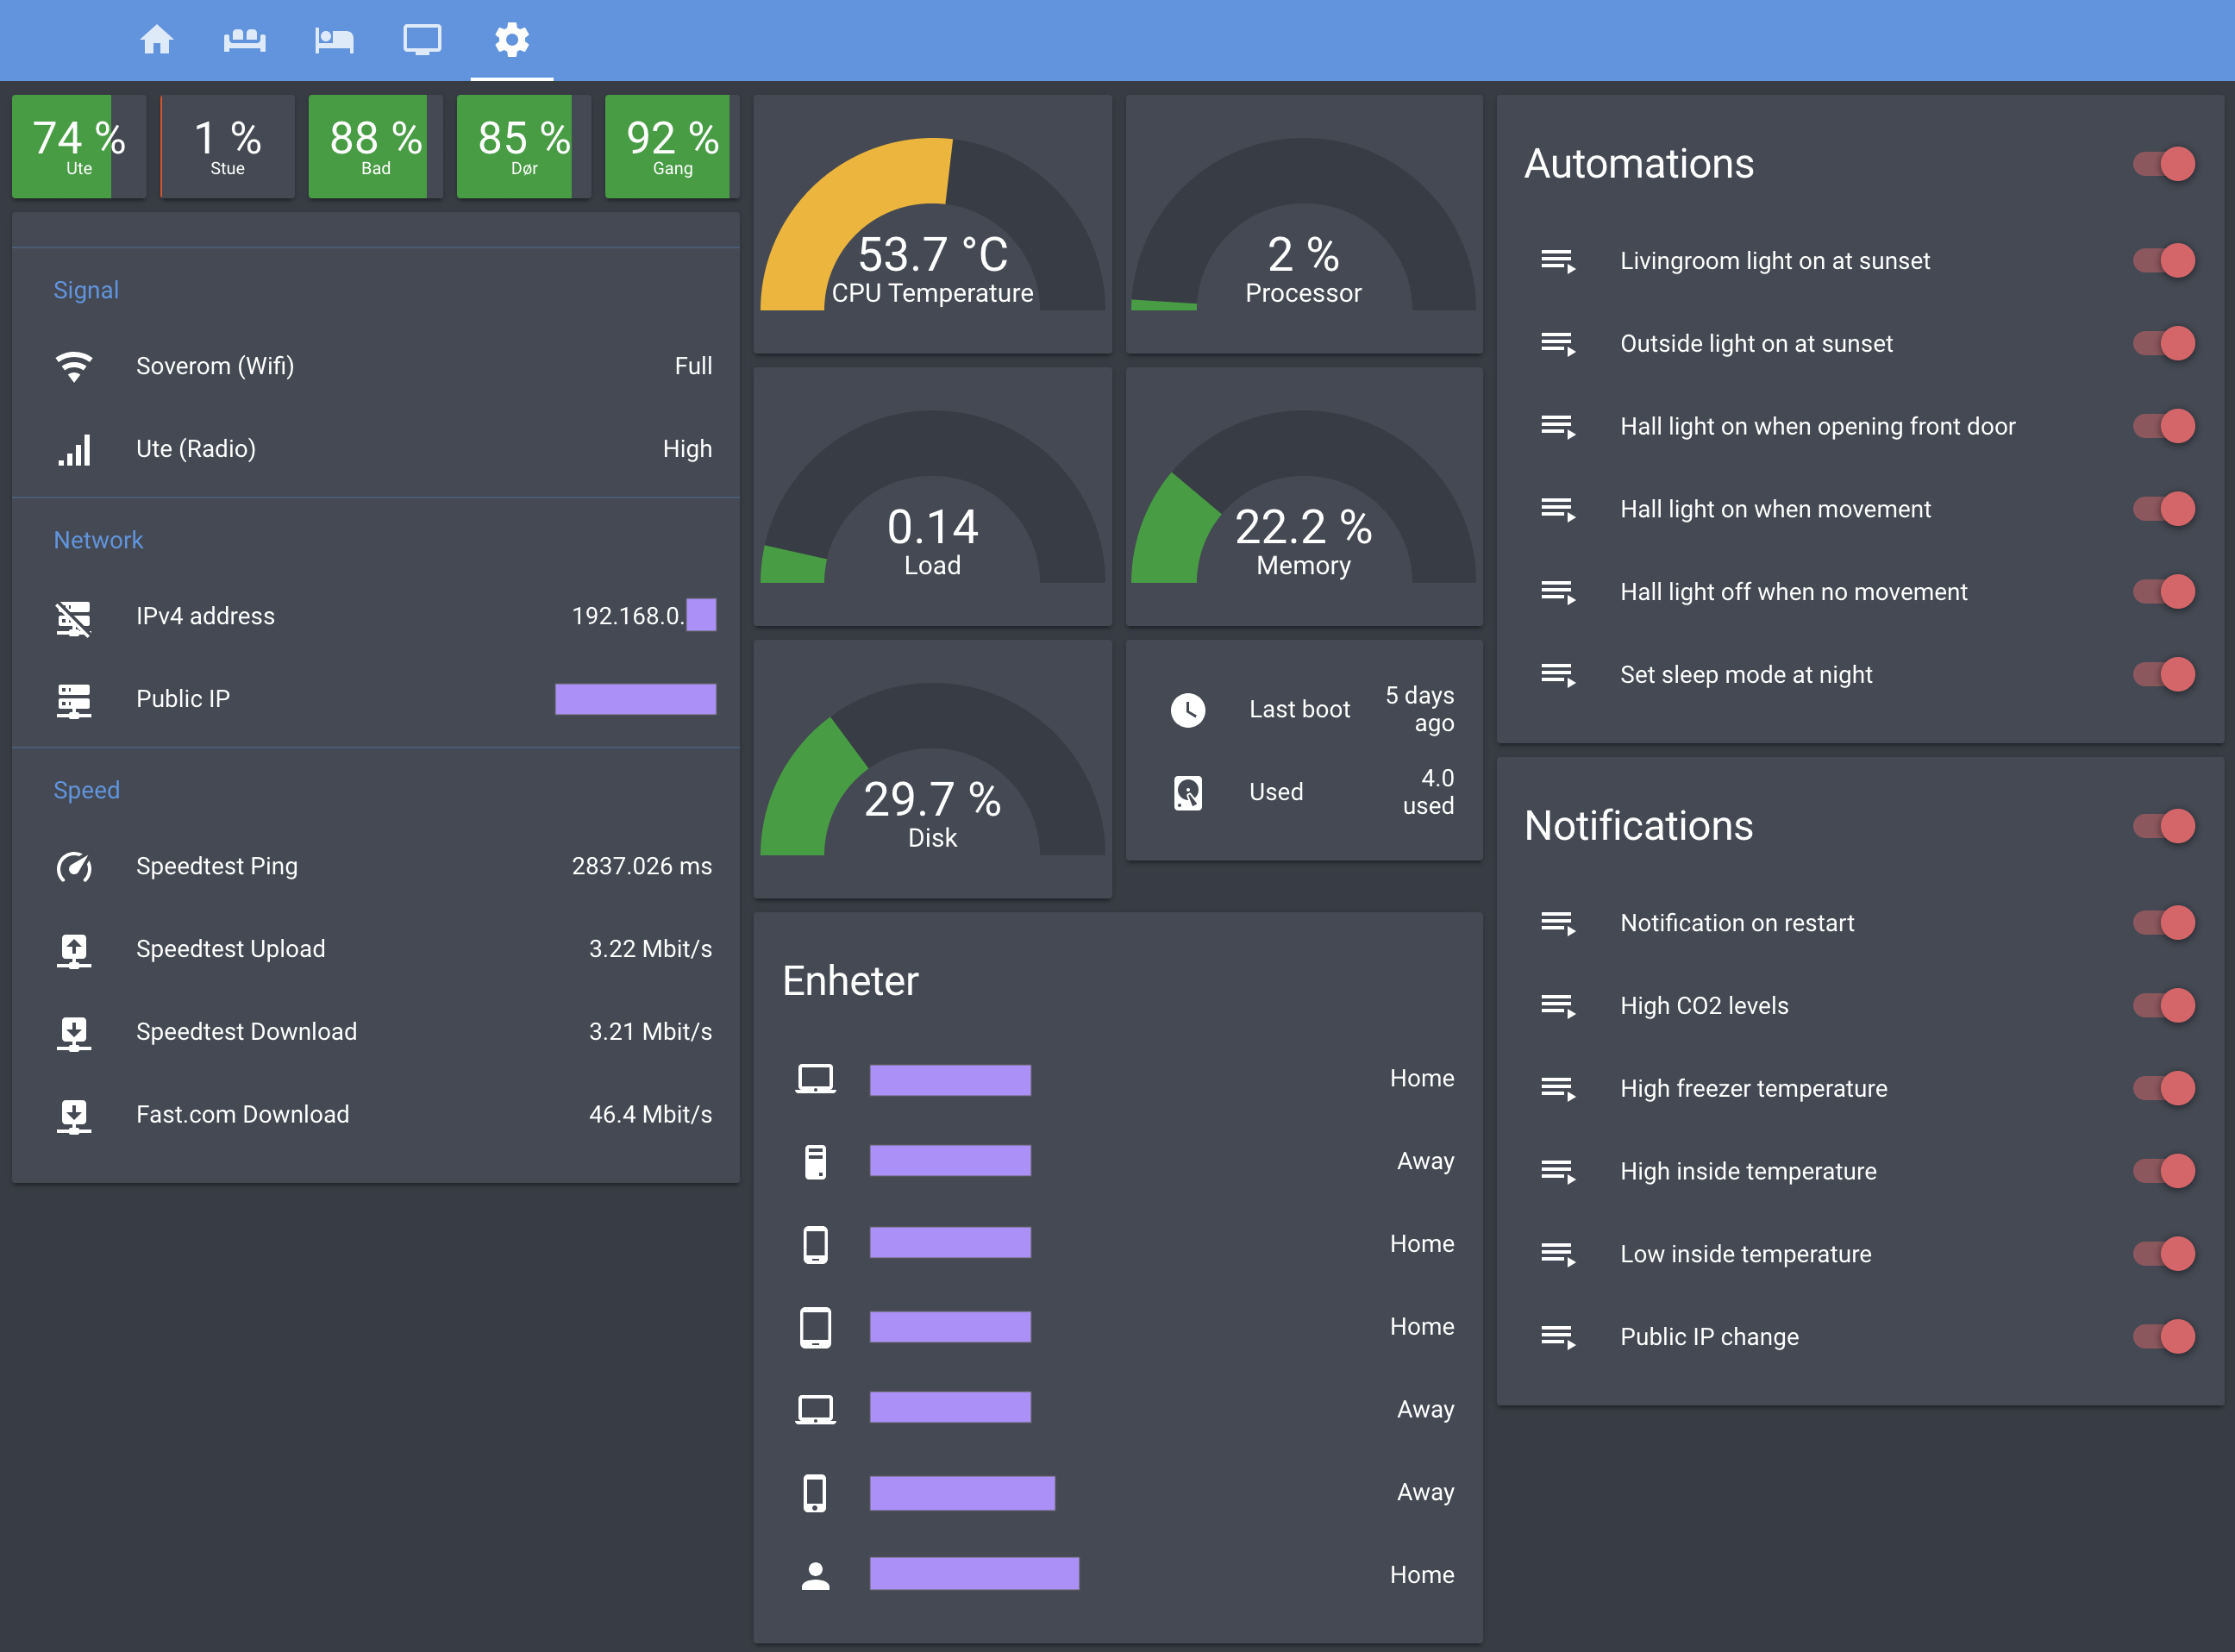 74 %
Ute
1 %
Stue
88 %
Bad
85 %
Dør
92 %
Gang
Signal
Soverom (Wifi) Full
Ute (Radio) High
Network
IPv4 address 192.168.0.
Public IP
Speed
Speedtest Ping 2837.026 ms
Speedtest Upload 3.22 Mbit/s
Speedtest Download 3.21 Mbit/s
Fast.com Download 46.4 Mbit/s
53.7 °C
CPU Temperature
2 %
Processor
0.14
Load
22.2 %
Memory
29.7 %
Disk
Last boot 5 days
ago
Used 4.0
used
Enheter
Home
Away
Home
Home
Away
Away
Home
Automations
Livingroom light on at sunset
Outside light on at sunset
Hall light on when opening front door
Hall light on when movement
Hall light off when no movement
Set sleep mode at night
Notifications
Notification on restart
High CO2 levels
High freezer temperature
High inside temperature
Low inside temperature
Public IP change